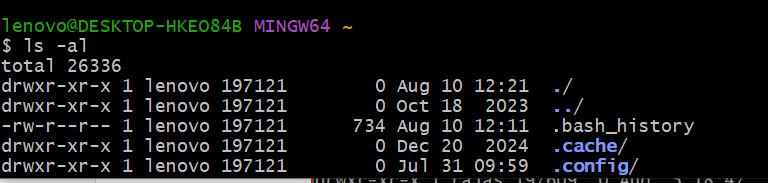 lenovo@DESKTOP-HKEO84B MINGW64 ~
$ ls -al
total 26336
drwxr-xr-x 1 lenovo 197121 0 Aug 10 12:21 ./
drwxr-xr-x 1 lenovo 197121 0 Oct 18 2023 ../
-rw-r--r-- 1 lenovo 197121 734 Aug 10 12:11 .bash_history
drwxr-xr-x 1 lenovo 197121 0 Dec 20 2024 .cache/
drwxr-xr-x 1 lenovo 197121 0 Jul 31 09:59 .config/